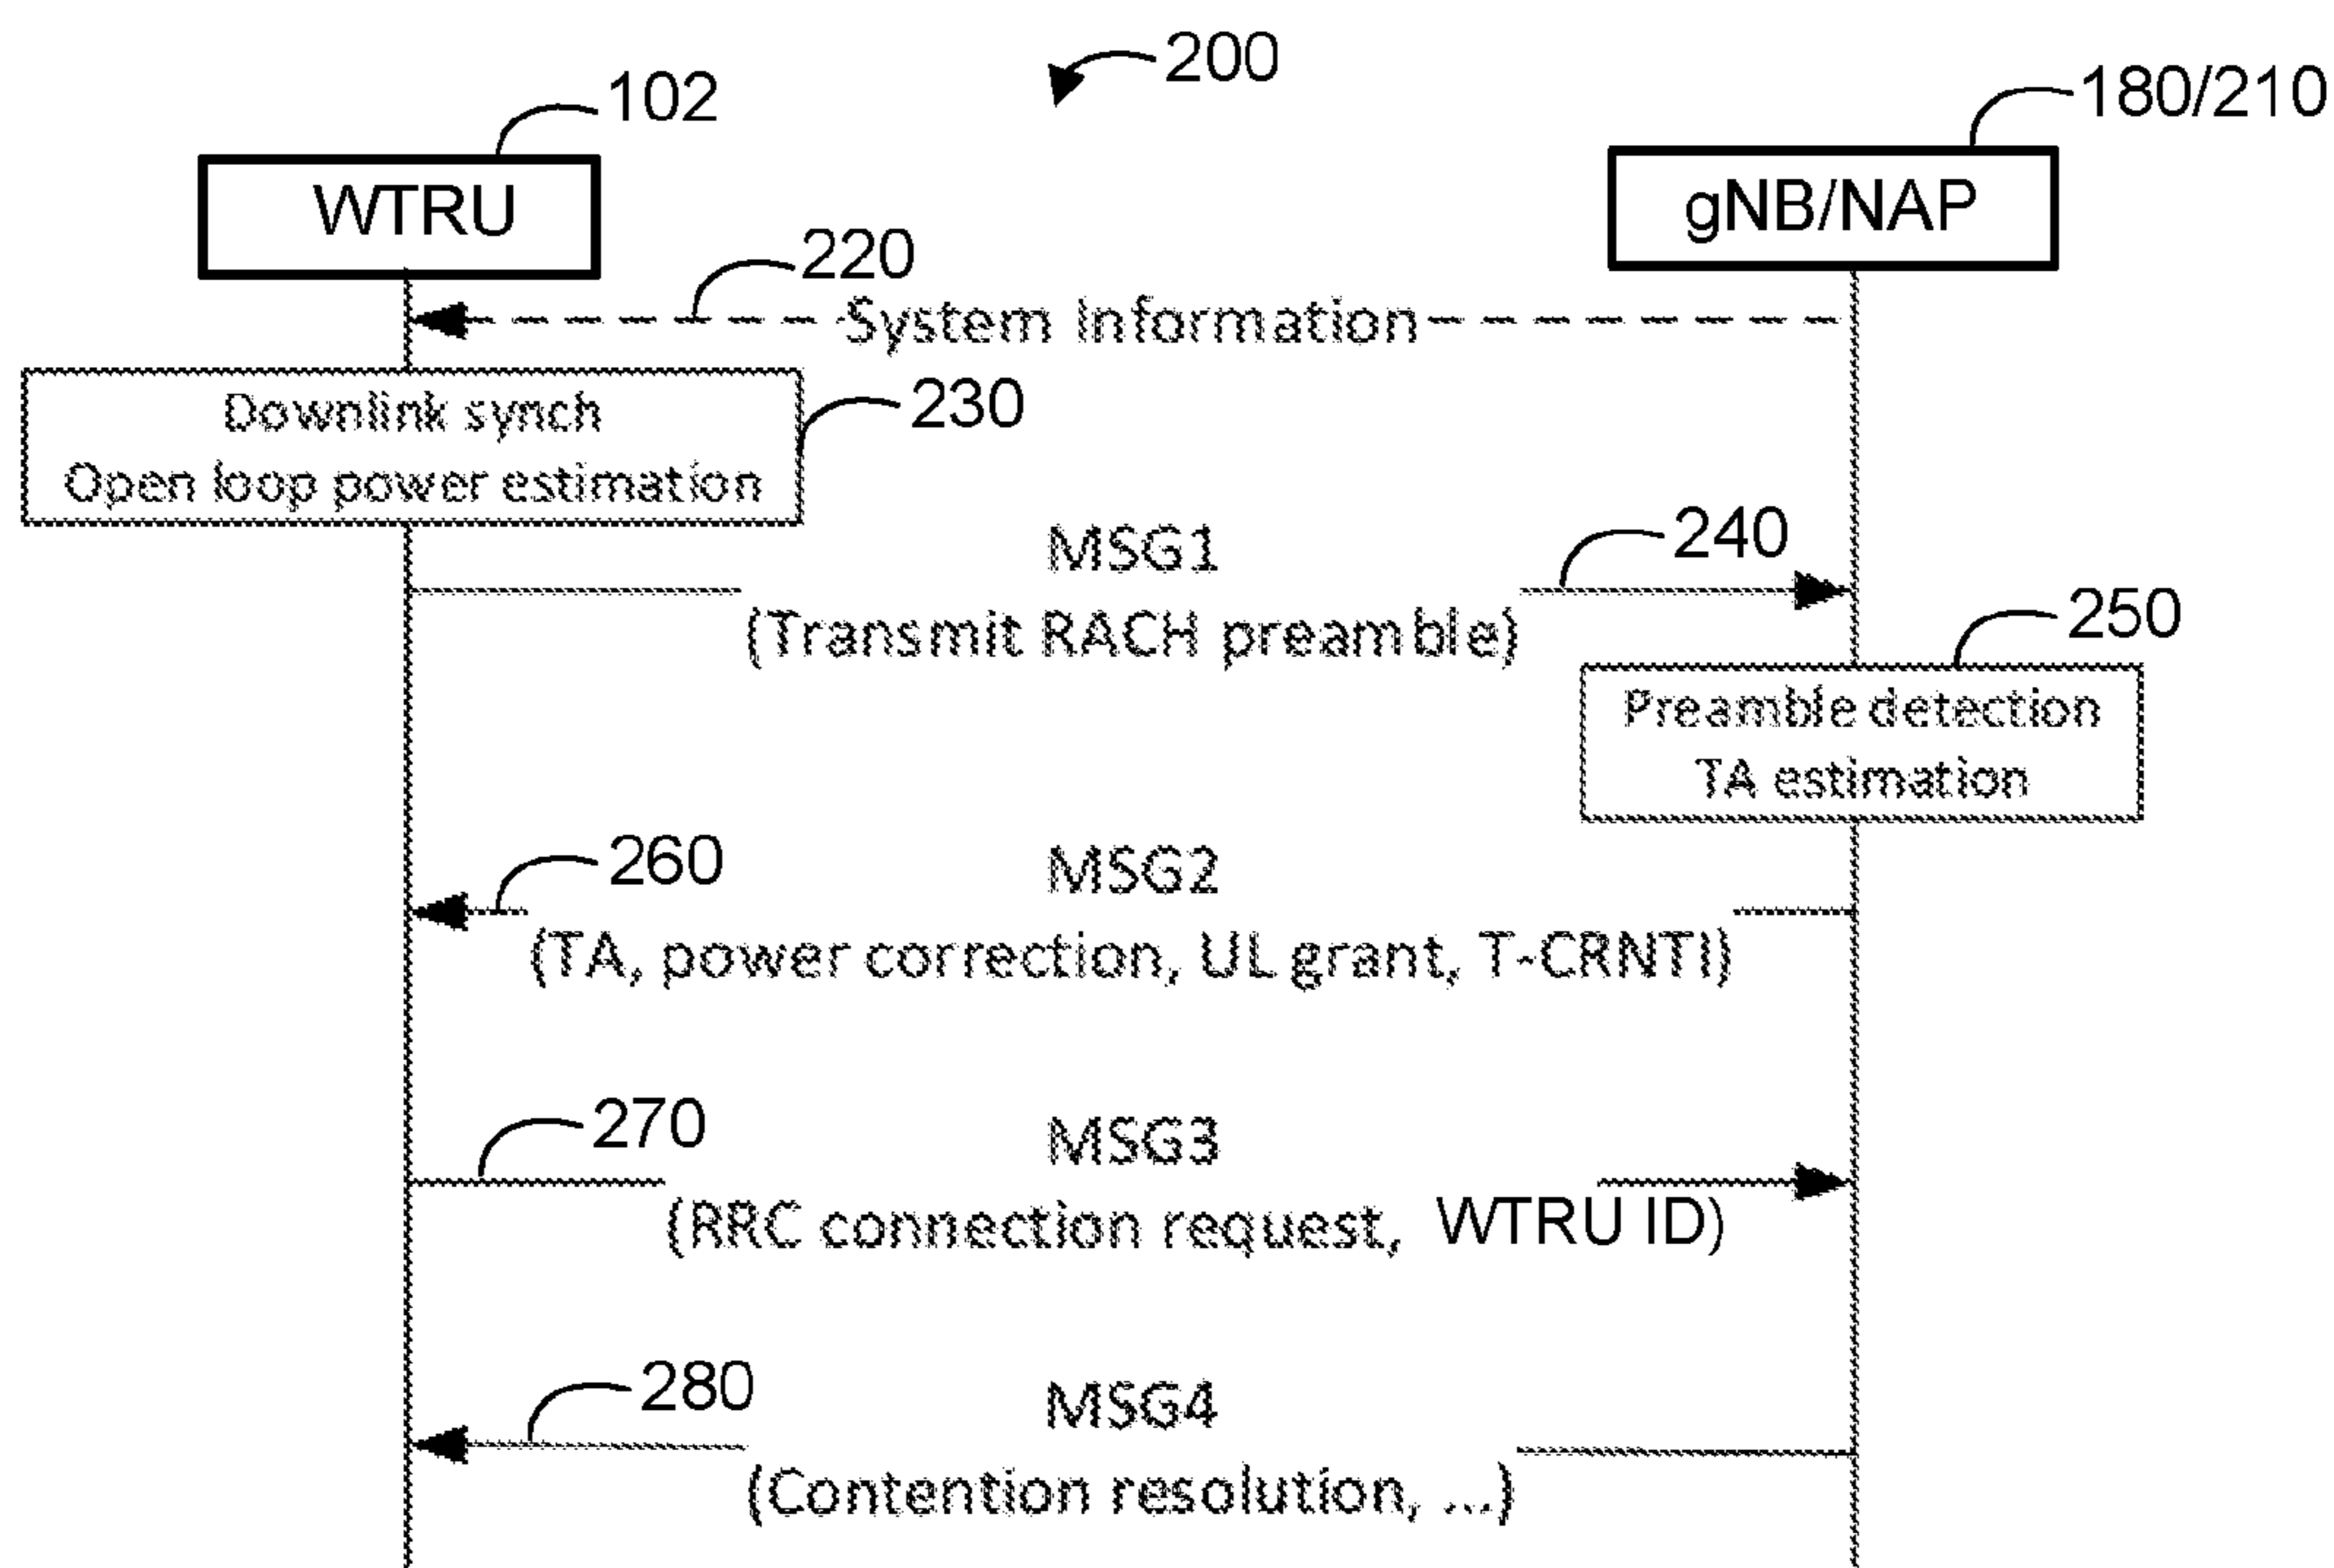 200
102
180/210
WTRU
gNB/NAP
220
System Information
Downlink synch
Open loop power estimation
230
MSG1
240
(Transmit RACH preamble)
250
Preamble detection
TA estimation
260
MSG2
(TA, power correction, UL grant, T-CRNTI)
270
MSG3
(RRC connection request, WTRU ID)
280
MSG4
(Contention resolution, ...)